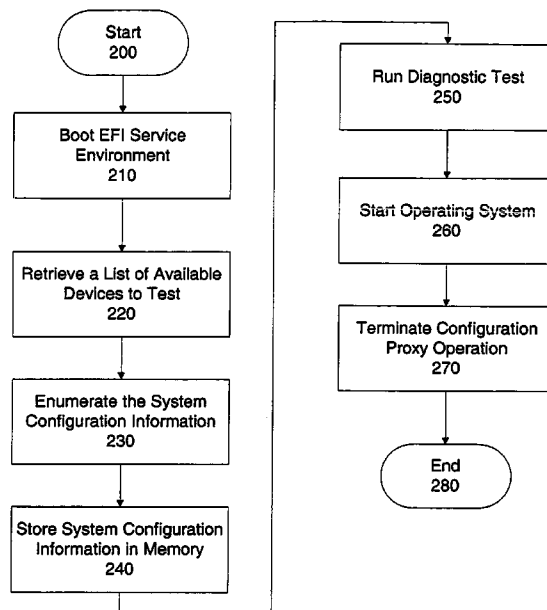 Start
200
Boot EFI Service
Environment
210
Retrieve a List of Available
Devices to Test
220
Enumerate the System
Configuration Information
230
Store System Configuration
Information in Memory
240
Run Diagnostic Test
250
Start Operating System
260
Terminate Configuration
Proxy Operation
270
End
280